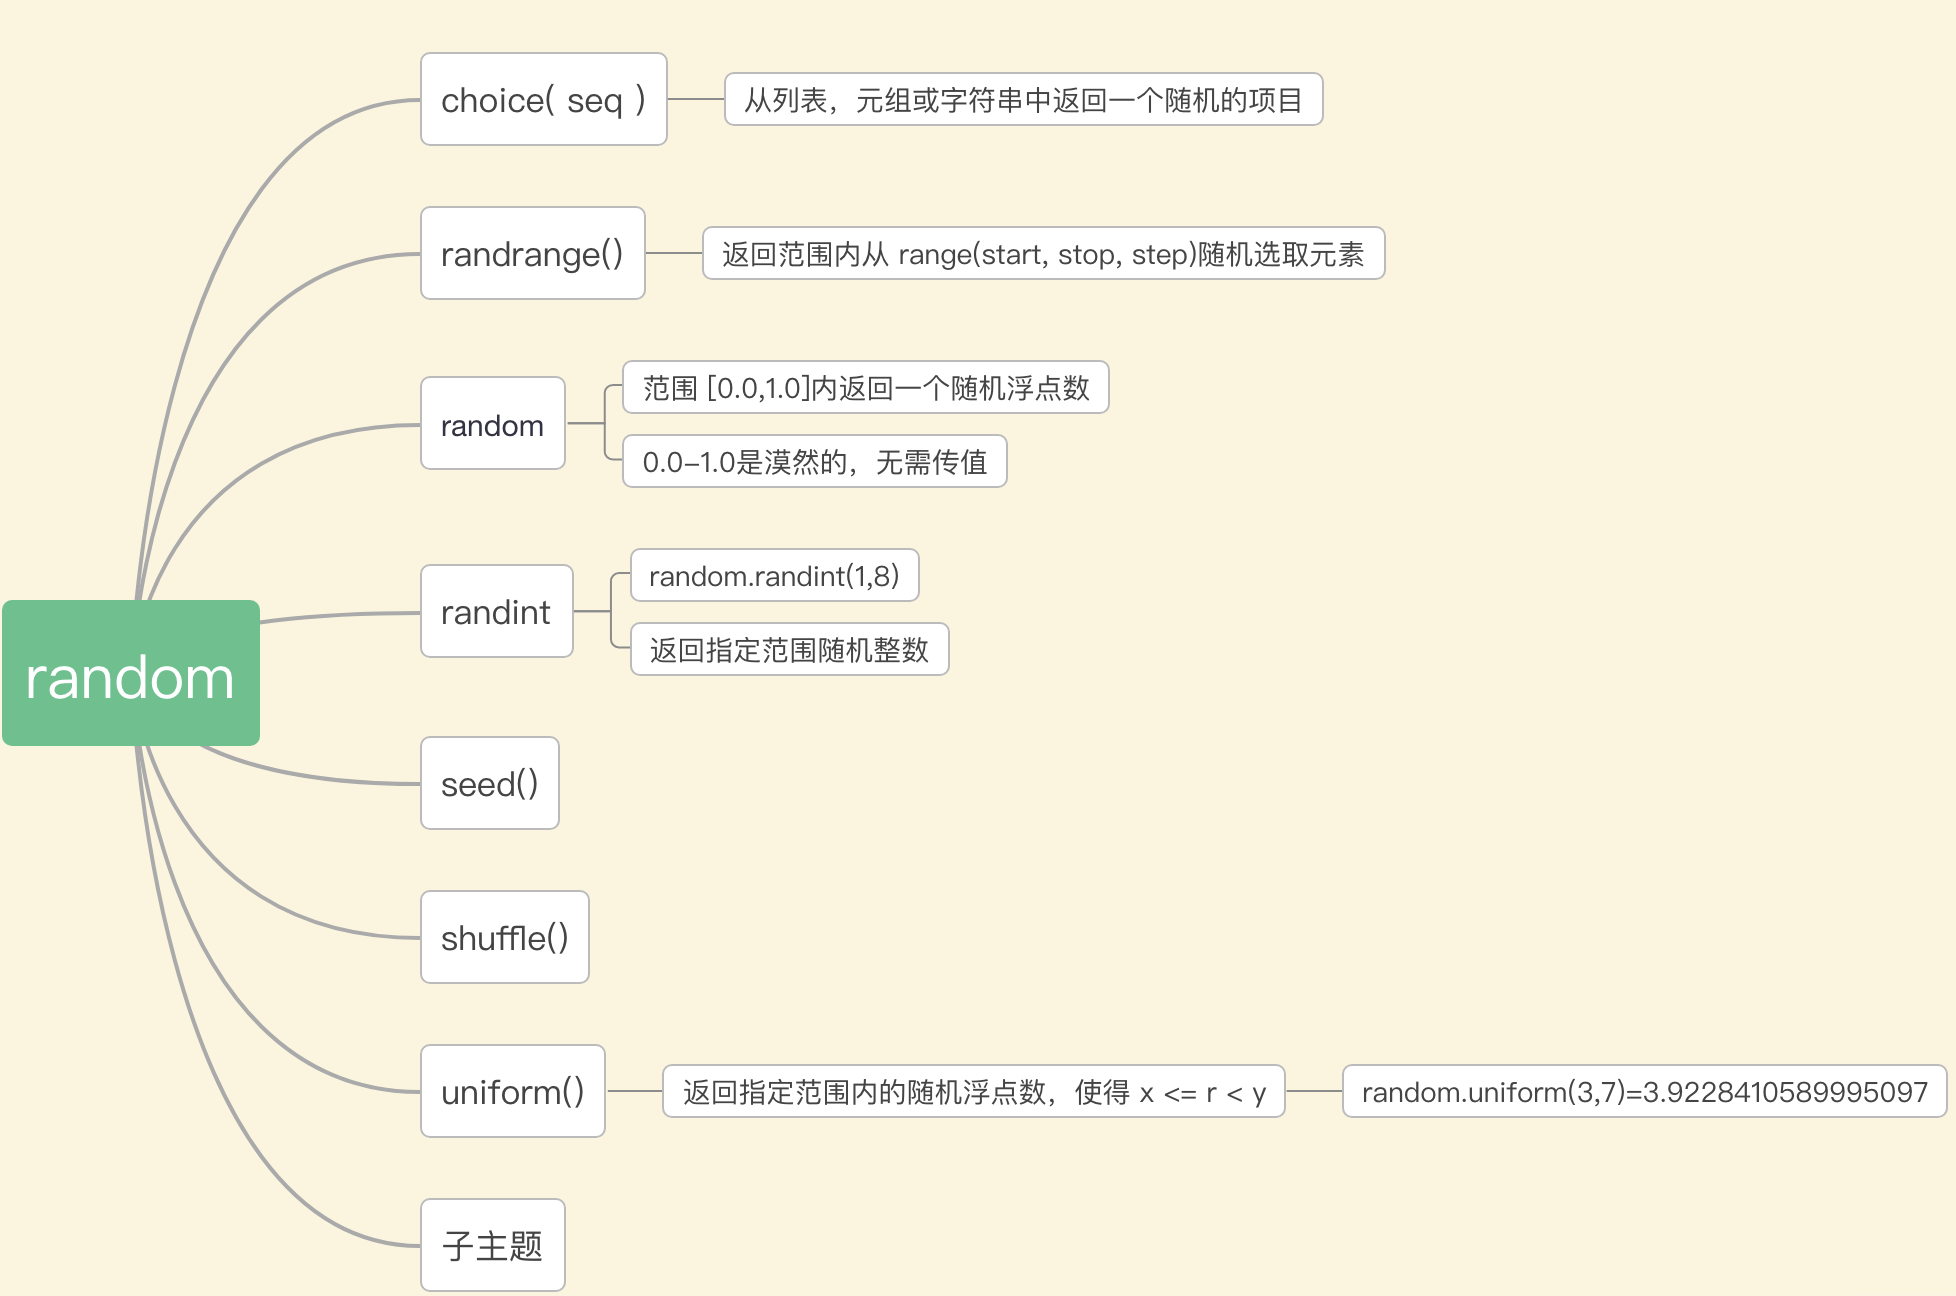 choice( seq )
从列表，元组或字符串中返回一个随机的项目
randrange()
返回范围内从 range(start, stop, step)随机选取元素
random
范围 [0.0,1.0]内返回一个随机浮点数
0.0–1.0是漠然的，无需传值
randint
random.randint(1,8)
返回指定范围随机整数
random
seed()
shuffle()
uniform()
返回指定范围内的随机浮点数，使得 x <= r < y
random.uniform(3,7)=3.9228410589995097
子主题